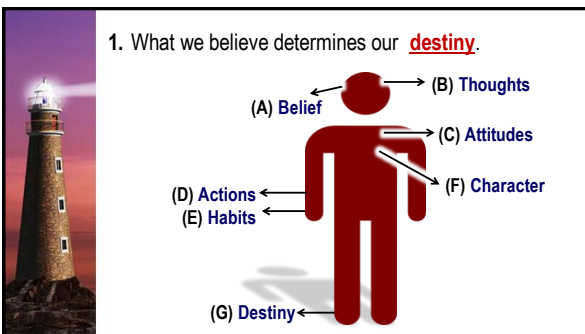 1. What we believe determines our destiny.
(B) Thoughts
(A) Belief
(C) Attitudes
(F) Character
(D) Actions
(E) Habits
(G) Destiny